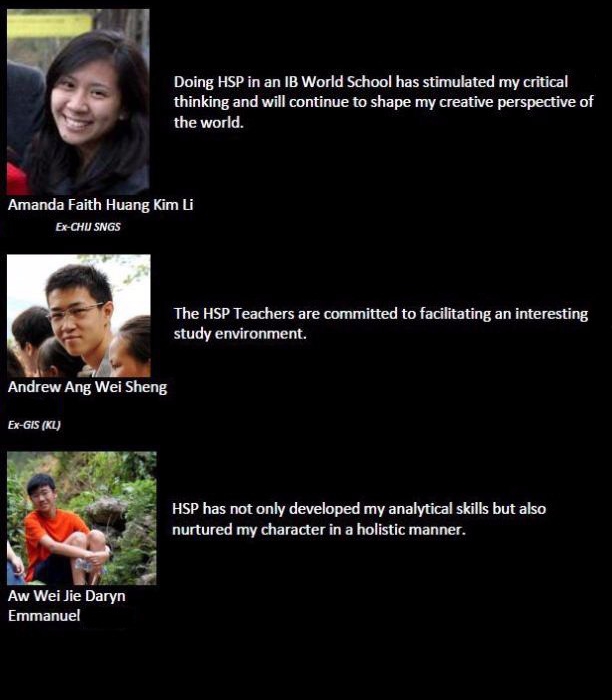 Doing HSP in an IB World School has stimulated my critical
thinking and will continue to shape my creative perspective of
the world.
Amanda Faith Huang Kim Li
Ex-CHIJ SNGS
The HSP Teachers are committed to facilitating an interesting
study environment.
Andrew Ang Wei Sheng
Ex-GIS (KL)
HSP has not only developed my analytical skills but also
nurtured my character in a holistic manner.
Aw Wei Jie Daryn
Emmanuel